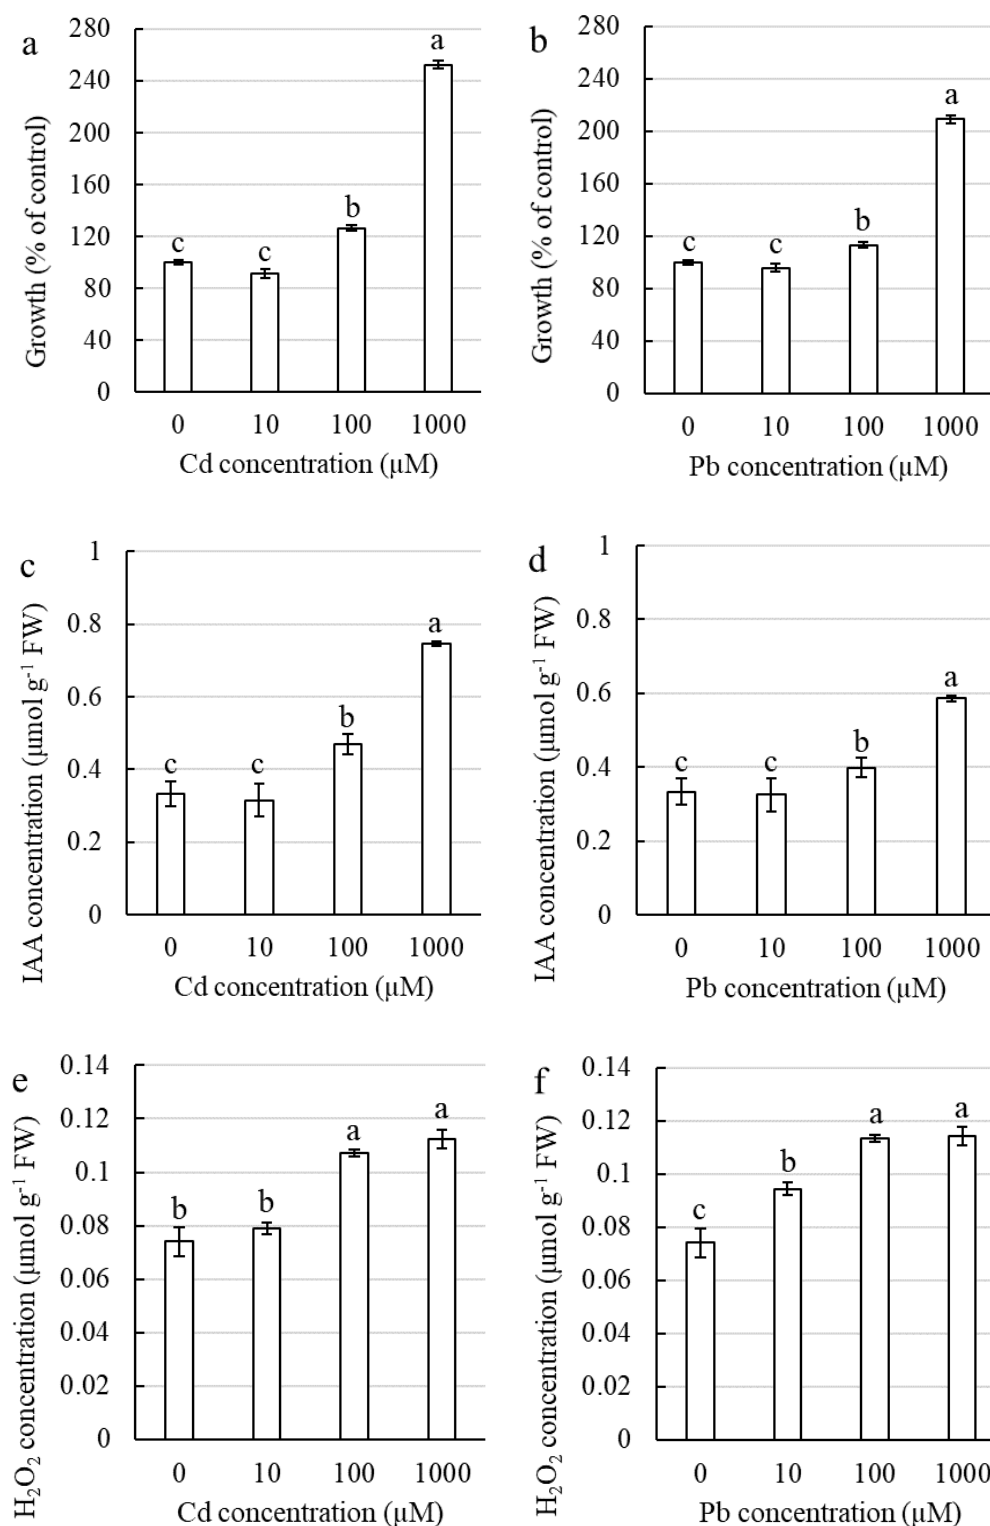 a
280
240
200
160
120
80
40
0
Growth (% of control)
c
c
b
a
0 10 100 1000
Cd concentration (µM)
b
280
240
200
160
120
80
40
0
Growth (% of control)
c
c
b
a
0 10 100 1000
Pb concentration (µM)
c
1
0.8
0.6
0.4
0.2
0
IAA concentration (µmol g⁻¹ FW)
c
c
b
a
0 10 100 1000
Cd concentration (µM)
d
1
0.8
0.6
0.4
0.2
0
IAA concentration (µmol g⁻¹ FW)
c
c
b
a
0 10 100 1000
Pb concentration (µM)
e
0.14
0.12
0.1
0.08
0.06
0.04
0.02
0
H₂O₂ concentration (µmol g⁻¹ FW)
b
b
a
a
0 10 100 1000
Cd concentration (µM)
f
0.14
0.12
0.1
0.08
0.06
0.04
0.02
0
H₂O₂ concentration (µmol g⁻¹ FW)
c
b
a
a
0 10 100 1000
Pb concentration (µM)